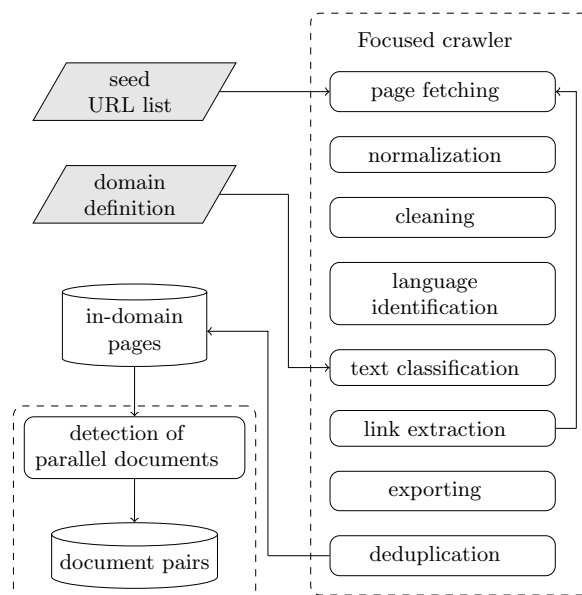 Focused crawler
seed
URL list
page fetching
normalization
domain
definition
cleaning
language
identification
in-domain
pages
text classification
link extraction
detection of
parallel documents
exporting
document pairs
deduplication